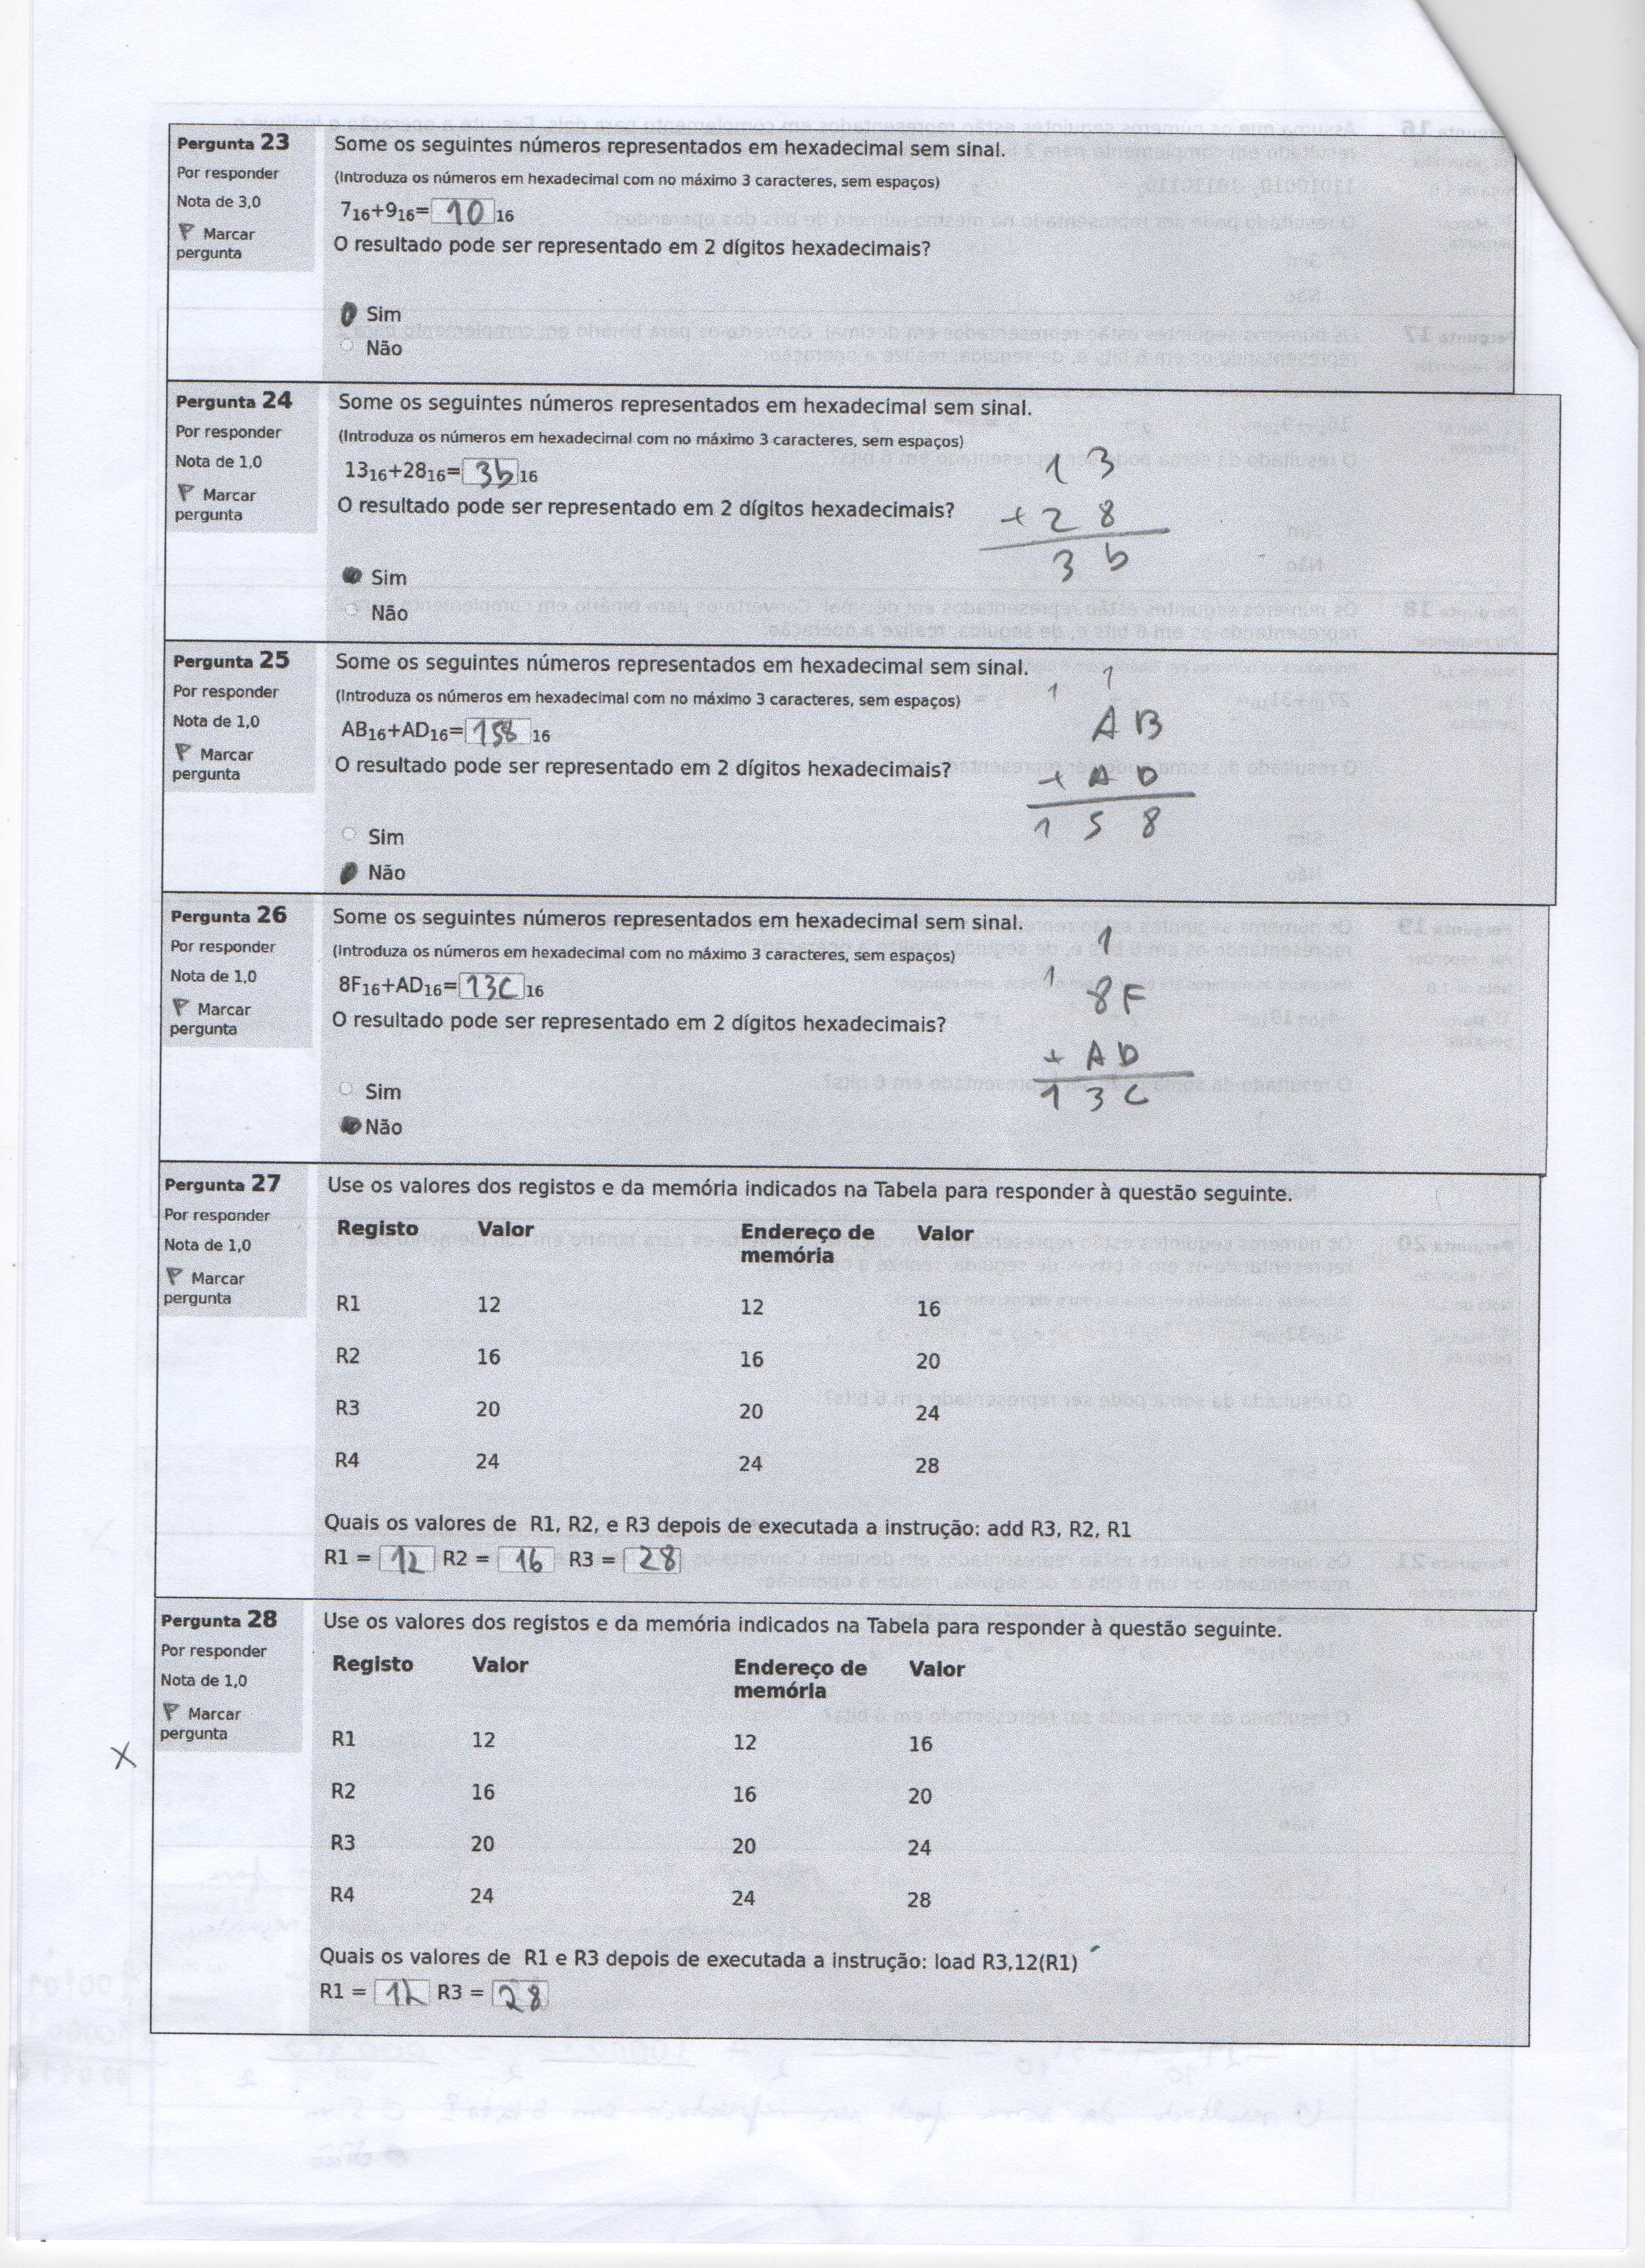 Pergunta 23
Por responder
Nota de 3,0
Marcar
pergunta
Some os seguintes números representados em hexadecimal sem sinal.
(Introduza os números em hexadecimal com no máximo 3 caracteres, sem espaços)
7₁₆+9₁₆= 10 ₁₆
O resultado pode ser representado em 2 dígitos hexadecimais?
Sim
Não
Pergunta 24
Por responder
Nota de 1,0
Marcar
pergunta
Some os seguintes números representados em hexadecimal sem sinal.
(Introduza os números em hexadecimal com no máximo 3 caracteres, sem espaços)
13₁₆+28₁₆= 3b ₁₆
O resultado pode ser representado em 2 dígitos hexadecimais?
Sim
Não
1 3
+ 2 8
3 b
Pergunta 25
Por responder
Nota de 1,0
Marcar
pergunta
Some os seguintes números representados em hexadecimal sem sinal.
(Introduza os números em hexadecimal com no máximo 3 caracteres, sem espaços)
AB₁₆+AD₁₆= 158 ₁₆
O resultado pode ser representado em 2 dígitos hexadecimais?
Sim
Não
1 1
A B
+ A D
1 5 8
Pergunta 26
Por responder
Nota de 1,0
Marcar
pergunta
Some os seguintes números representados em hexadecimal sem sinal.
(Introduza os números em hexadecimal com no máximo 3 caracteres, sem espaços)
8F₁₆+AD₁₆= 13C ₁₆
O resultado pode ser representado em 2 dígitos hexadecimais?
Sim
Não
1 1
8F
+ A D
1 3 C
Pergunta 27
Por responder
Nota de 1,0
Marcar
pergunta
Use os valores dos registos e da memória indicados na Tabela para responder à questão seguinte.
Registo Valor Endereço de memória Valor
R1 12 12 16
R2 16 16 20
R3 20 20 24
R4 24 24 28
Quais os valores de R1, R2, e R3 depois de executada a instrução: add R3, R2, R1
R1 = 12 R2 = 16 R3 = 28
Pergunta 28
Por responder
Nota de 1,0
Marcar
pergunta
X
Use os valores dos registos e da memória indicados na Tabela para responder à questão seguinte.
Registo Valor Endereço de memória Valor
R1 12 12 16
R2 16 16 20
R3 20 20 24
R4 24 24 28
Quais os valores de R1 e R3 depois de executada a instrução: load R3,12(R1)
R1 = 12 R3 = 28